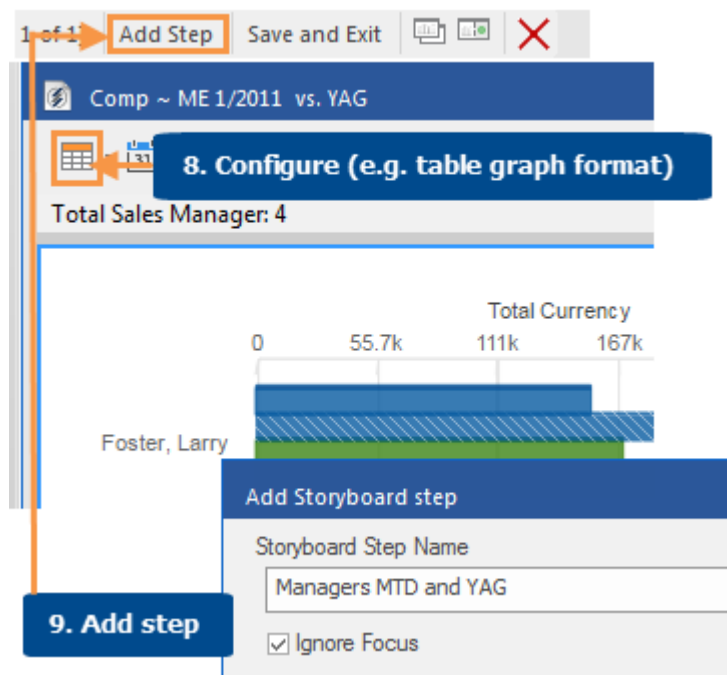 1 of 1] Add Step Save and Exit
Comp ~ ME 1/2011 vs. YAG
31
8. Configure (e.g. table graph format)
Total Sales Manager: 4
Total Currency
0 55.7k 111k 167k
Foster, Larry
Add Storyboard step
Storyboard Step Name
Managers MTD and YAG
9. Add step
Ignore Focus